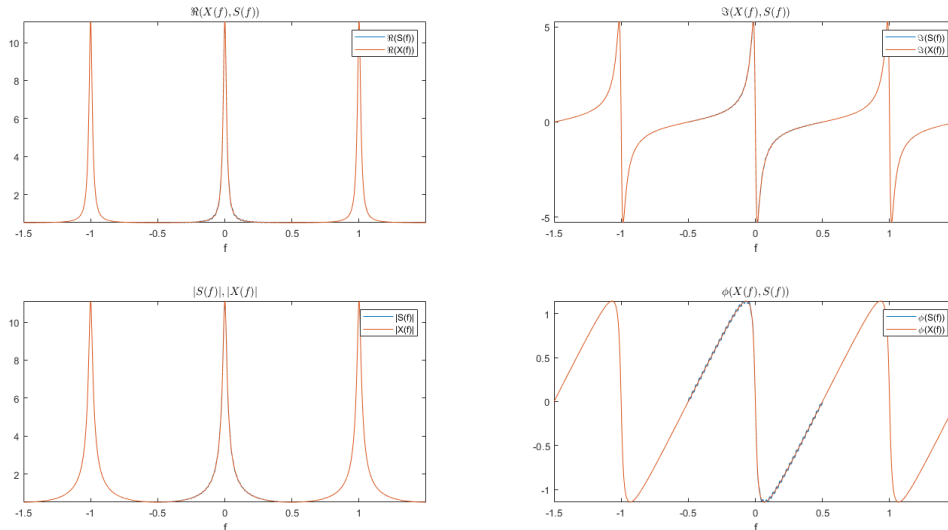 ℜ(X(f), S(f))
10
8
6
4
2
-1.5 -1 -0.5 0 0.5 1
f
ℜ(S(f))
ℜ(X(f))
ℑ(X(f), S(f))
5
0
-5
-1.5 -1 -0.5 0 0.5 1
f
ℑ(S(f))
ℑ(X(f))
|S(f)|, |X(f)|
10
8
6
4
2
-1.5 -1 -0.5 0 0.5 1
f
|S(f)|
|X(f)|
ϕ(X(f), S(f))
1
0.5
0
-0.5
-1
-1.5 -1 -0.5 0 0.5 1
f
ϕ(S(f))
ϕ(X(f))